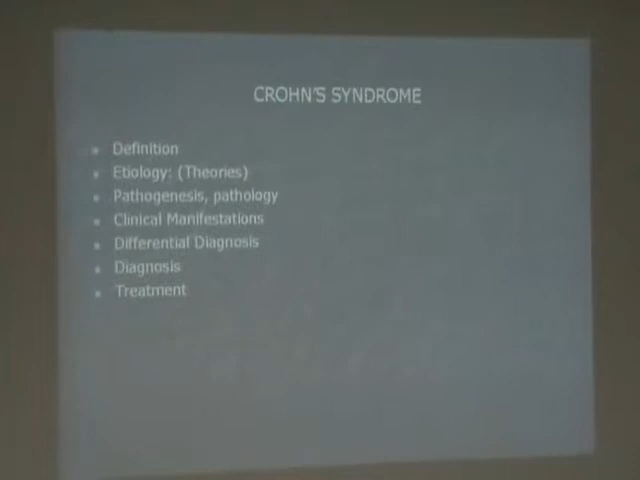 CROHN'S SYNDROME
Definition
Etiology: (Theories)
Pathogenesis, pathology
Clinical Manifestations
Differential Diagnosis
Diagnosis
Treatment